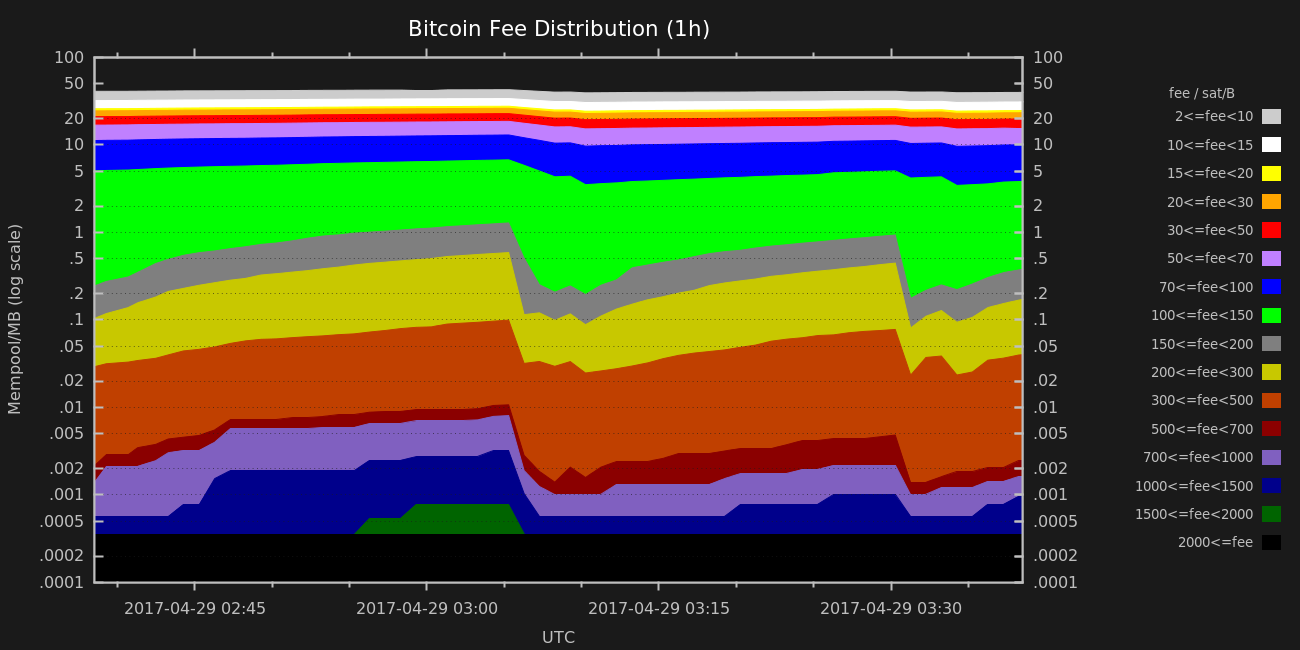 Bitcoin Fee Distribution (1h)
Mempool/MB (log scale)
100
50
20
10
5
2
1
.5
.2
.1
.05
.02
.01
.005
.002
.001
.0005
.0002
.0001
100
50
20
10
5
2
1
.5
.2
.1
.05
.02
.01
.005
.002
.001
.0005
.0002
.0001
2017-04-29 02:45
2017-04-29 03:00
2017-04-29 03:15
2017-04-29 03:30
UTC
fee / sat/B
2<=fee<10
10<=fee<15
15<=fee<20
20<=fee<30
30<=fee<50
50<=fee<70
70<=fee<100
100<=fee<150
150<=fee<200
200<=fee<300
300<=fee<500
500<=fee<700
700<=fee<1000
1000<=fee<1500
1500<=fee<2000
2000<=fee